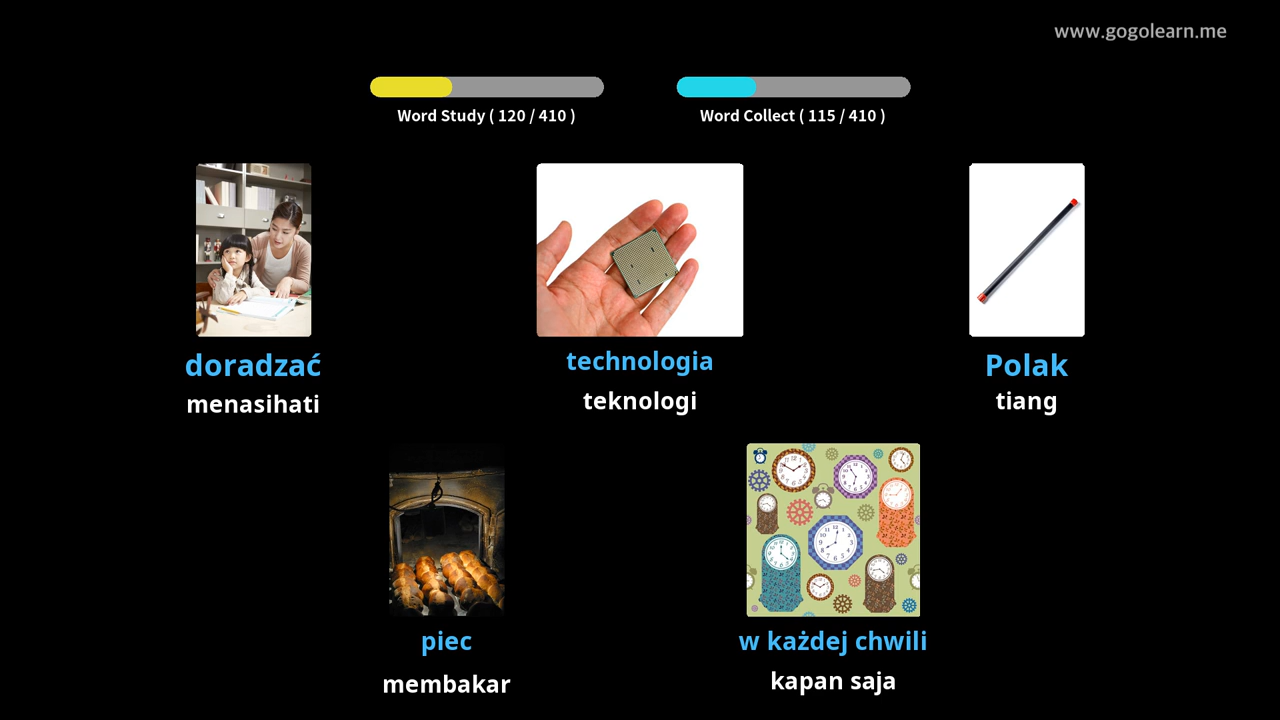 www.gogolearn.me
Word Study ( 120 / 410 )
Word Collect ( 115 / 410 )
doradzać
menasihati
technologia
teknologi
Polak
tiang
piec
membakar
w każdej chwili
kapan saja